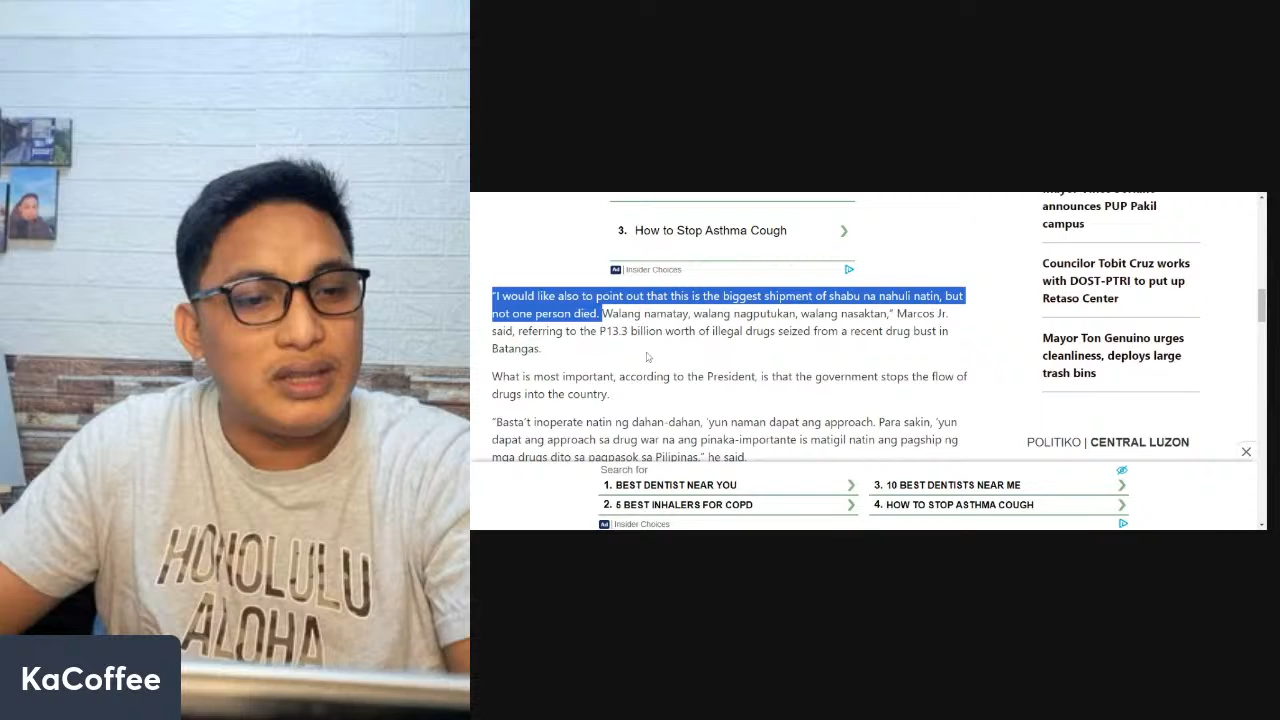 HONOLULU
ALOHA
KaCoffee
3. How to Stop Asthma Cough
Ad | Insider Choices
"I would like also to point out that this is the biggest shipment of shabu na nahuli natin, but
not one person died. Walang namatay, walang nagputukan, walang nasaktan," Marcos Jr.
said, referring to the P13.3 billion worth of illegal drugs seized from a recent drug bust in
Batangas.
What is most important, according to the President, is that the government stops the flow of
drugs into the country.
"Basta't inoperate natin ng dahan-dahan, 'yun naman dapat ang approach. Para sakin, 'yun
dapat ang approach sa drug war na ang pinaka-importante is matigil natin ang pagship ng
mga drugs dito sa pagpasok sa Pilipinas," he said.
announces PUP Pakil
campus
Councilor Tobit Cruz works
with DOST-PTRI to put up
Retaso Center
Mayor Ton Genuino urges
cleanliness, deploys large
trash bins
POLITIKO | CENTRAL LUZON
Search for
1. BEST DENTIST NEAR YOU
2. 5 BEST INHALERS FOR COPD
3. 10 BEST DENTISTS NEAR ME
4. HOW TO STOP ASTHMA COUGH
Ad | Insider Choices